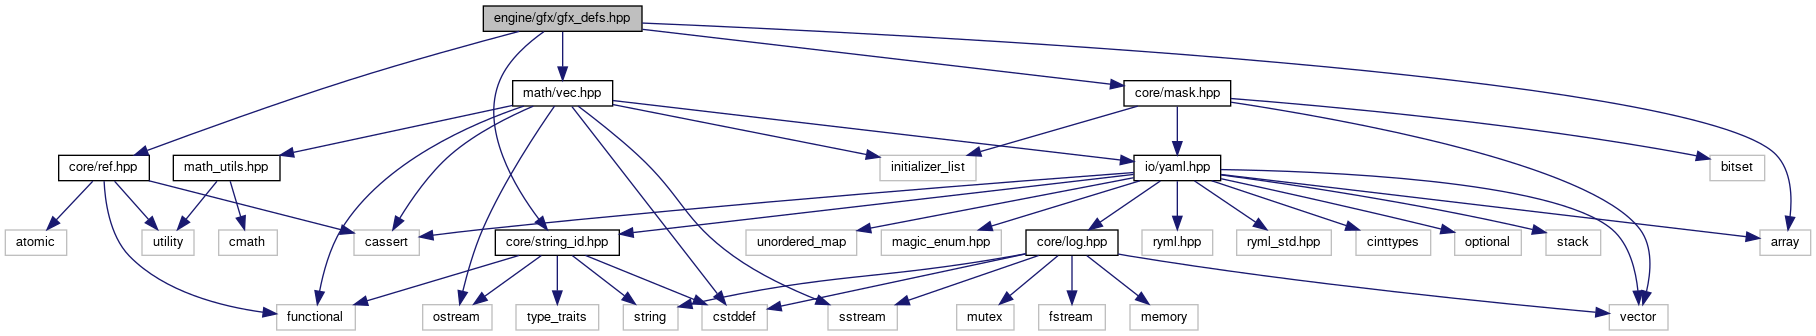 engine/gfx/gfx_defs.hpp
math/vec.hpp
core/mask.hpp
core/ref.hpp
math_utils.hpp
initializer_list
io/yaml.hpp
bitset
atomic
utility
cmath
cassert
core/string_id.hpp
unordered_map
magic_enum.hpp
core/log.hpp
ryml.hpp
ryml_std.hpp
cinttypes
optional
stack
array
functional
ostream
type_traits
string
cstddef
sstream
mutex
fstream
memory
vector